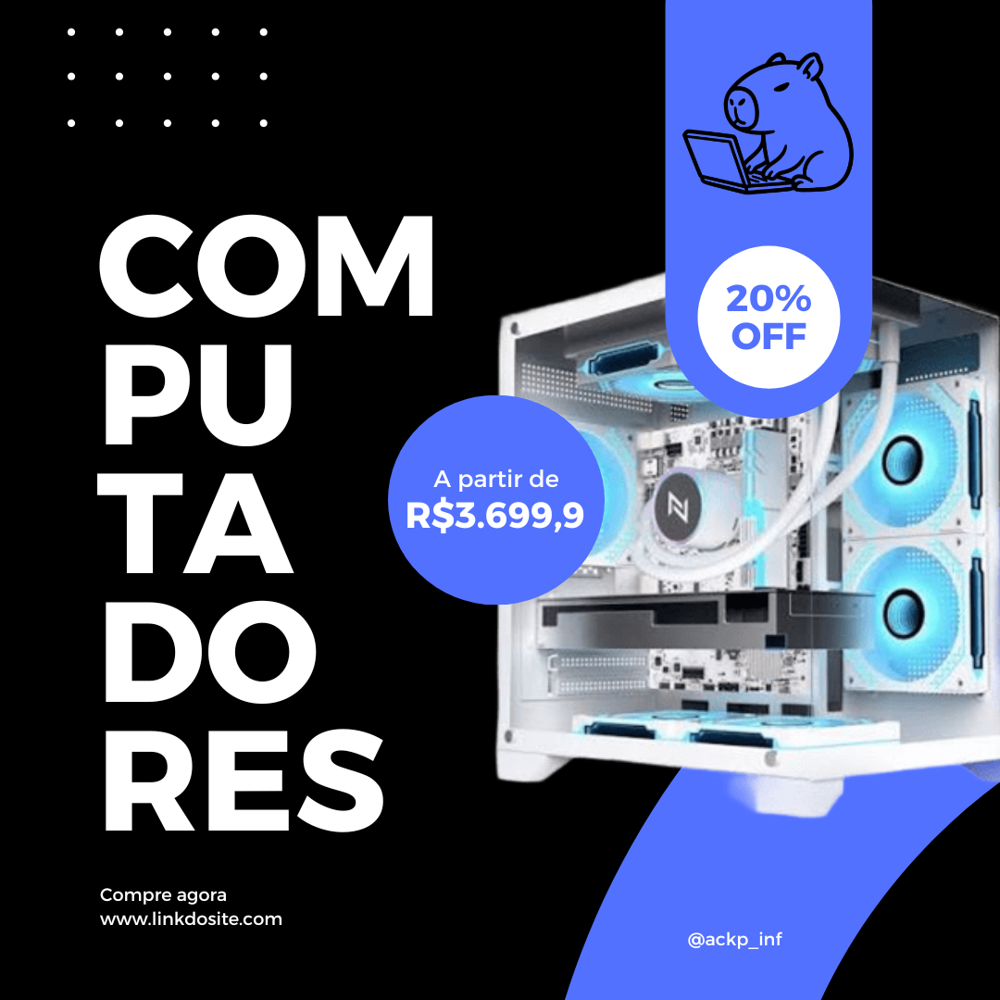 20%
OFF
COM
PU
TA
DO
RES
A partir de
R$3.699,9
Compre agora
www.linkdosite.com
@ackp_inf